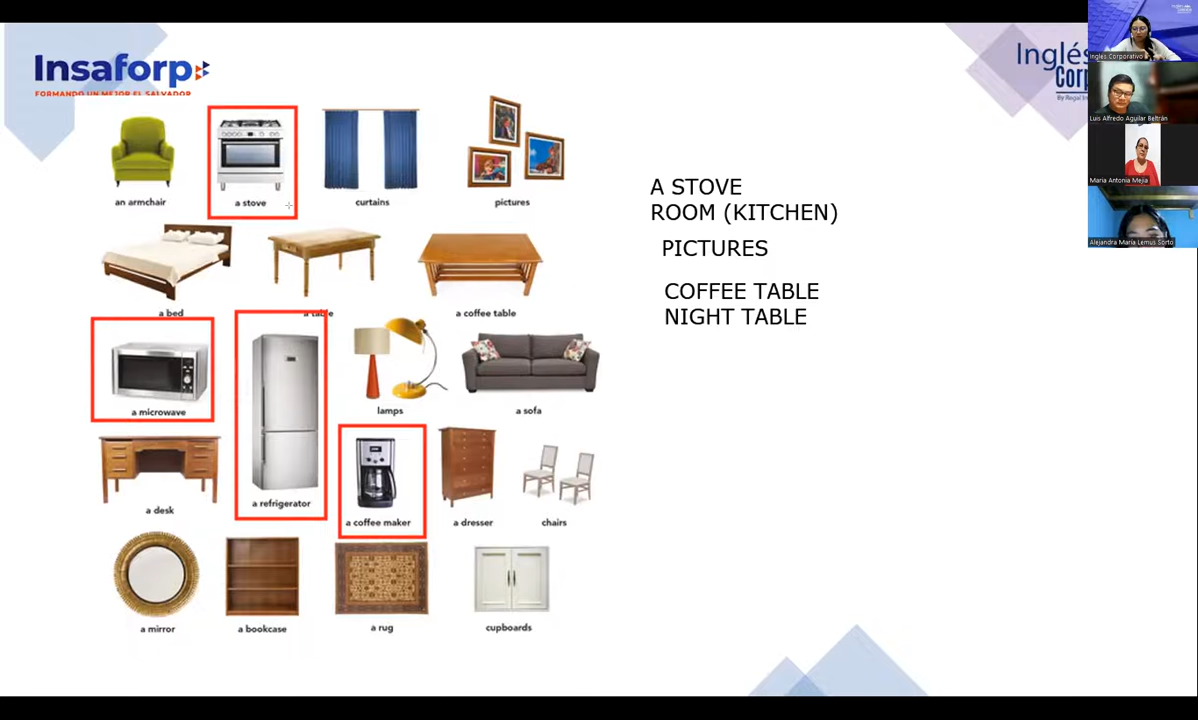 Insaforp
FORMANDO UN MEJOR EL SALVADOR
Inglés
Corp
an armchair
a stove
curtains
pictures
a bed
a table
a coffee table
a microwave
a refrigerator
lamps
a sofa
a desk
a coffee maker
a dresser
chairs
a mirror
a bookcase
a rug
cupboards
A STOVE
ROOM (KITCHEN)
PICTURES
COFFEE TABLE
NIGHT TABLE
Inglés Corporativo
Luis Alfredo Aguilar Beltrán
Maria Antonia Mejia
Alejandra María Lemus Sorto